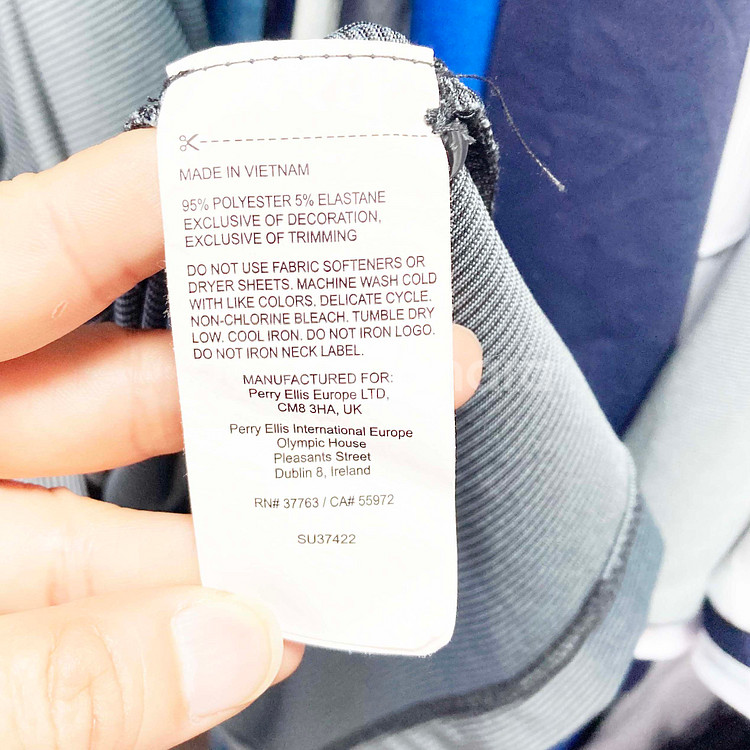 MADE IN VIETNAM
95% POLYESTER 5% ELASTANE
EXCLUSIVE OF DECORATION,
EXCLUSIVE OF TRIMMING
DO NOT USE FABRIC SOFTENERS OR
DRYER SHEETS. MACHINE WASH COLD
WITH LIKE COLORS. DELICATE CYCLE.
NON-CHLORINE BLEACH. TUMBLE DRY
LOW. COOL IRON. DO NOT IRON LOGO.
DO NOT IRON NECK LABEL.
MANUFACTURED FOR:
Perry Ellis Europe LTD,
CM8 3HA, UK
Perry Ellis International Europe
Olympic House
Pleasants Street
Dublin 8, Ireland
RN# 37763 / CA# 55972
SU37422